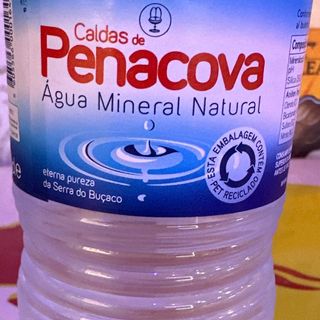 Caldas de
Penacova
Água Mineral Natural
eterna pureza
da Serra do Buçaco
ESTA EMBALAGEM CONTÉM
PET RECICLADO